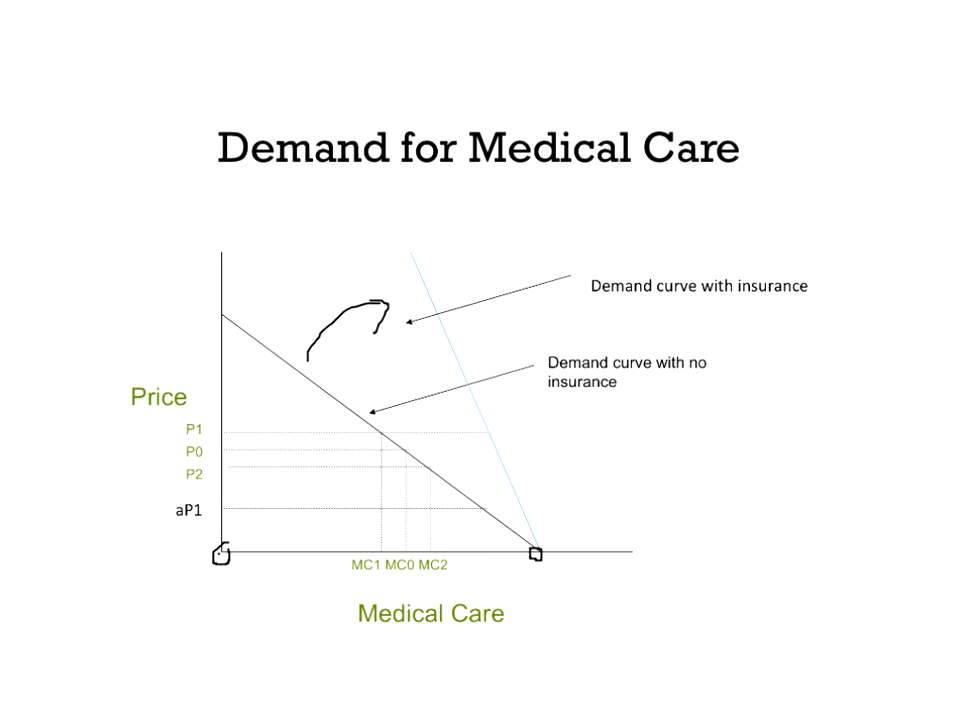 Demand for Medical Care
Demand curve with insurance
Demand curve with no
insurance
Price
P1
P0
P2
aP1
MC1 MC0 MC2
Medical Care